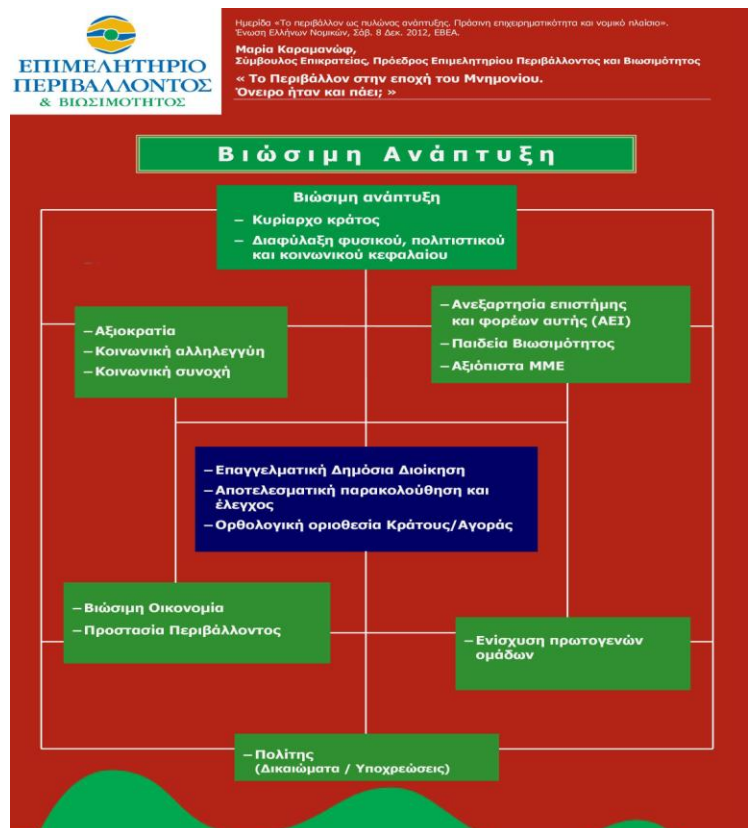 Ημερίδα «Το περιβάλλον ως πυλώνας ανάπτυξης. Πράσινη επιχειρηματικότητα και νομικό πλαίσιο».
Ένωση Ελλήνων Νομικών, Σάβ. 8 Δεκ. 2012, ΕΒΕΑ.
Μαρία Καραμανώφ,
Σύμβουλος Επικρατείας, Πρόεδρος Επιμελητηρίου Περιβάλλοντος και Βιωσιμότητος
« Το Περιβάλλον στην εποχή του Μνημονίου.
Όνειρο ήταν και πάει; »
ΕΠΙΜΕΛΗΤΗΡΙΟ
ΠΕΡΙΒΑΛΛΟΝΤΟΣ
& ΒΙΩΣΙΜΟΤΗΤΟΣ
Βιώσιμη Ανάπτυξη
Βιώσιμη ανάπτυξη
– Κυρίαρχο κράτος
– Διαφύλαξη φυσικού, πολιτιστικού
και κοινωνικού κεφαλαίου
– Αξιοκρατία
– Κοινωνική αλληλεγγύη
– Κοινωνική συνοχή
– Ανεξαρτησία επιστήμης
και φορέων αυτής (ΑΕΙ)
– Παιδεία Βιωσιμότητος
– Αξιόπιστα ΜΜΕ
– Επαγγελματική Δημόσια Διοίκηση
– Αποτελεσματική παρακολούθηση και
έλεγχος
– Ορθολογική οριοθεσία Κράτους/Αγοράς
– Βιώσιμη Οικονομία
– Προστασία Περιβάλλοντος
– Ενίσχυση πρωτογενών
ομάδων
– Πολίτης
(Δικαιώματα / Υποχρεώσεις)